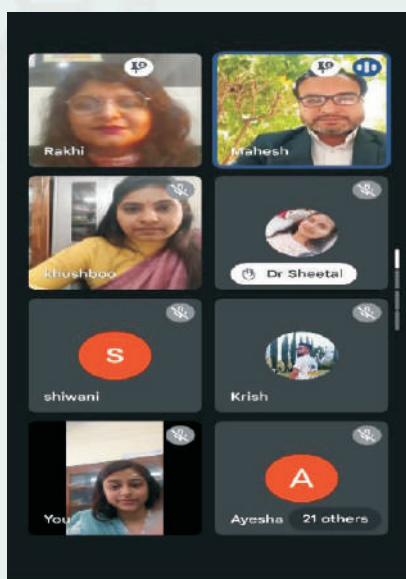 Rakhi
Mahesh
khushboo
Dr Sheetal
S
shiwani
Krish
You
A
Ayesha 21 others